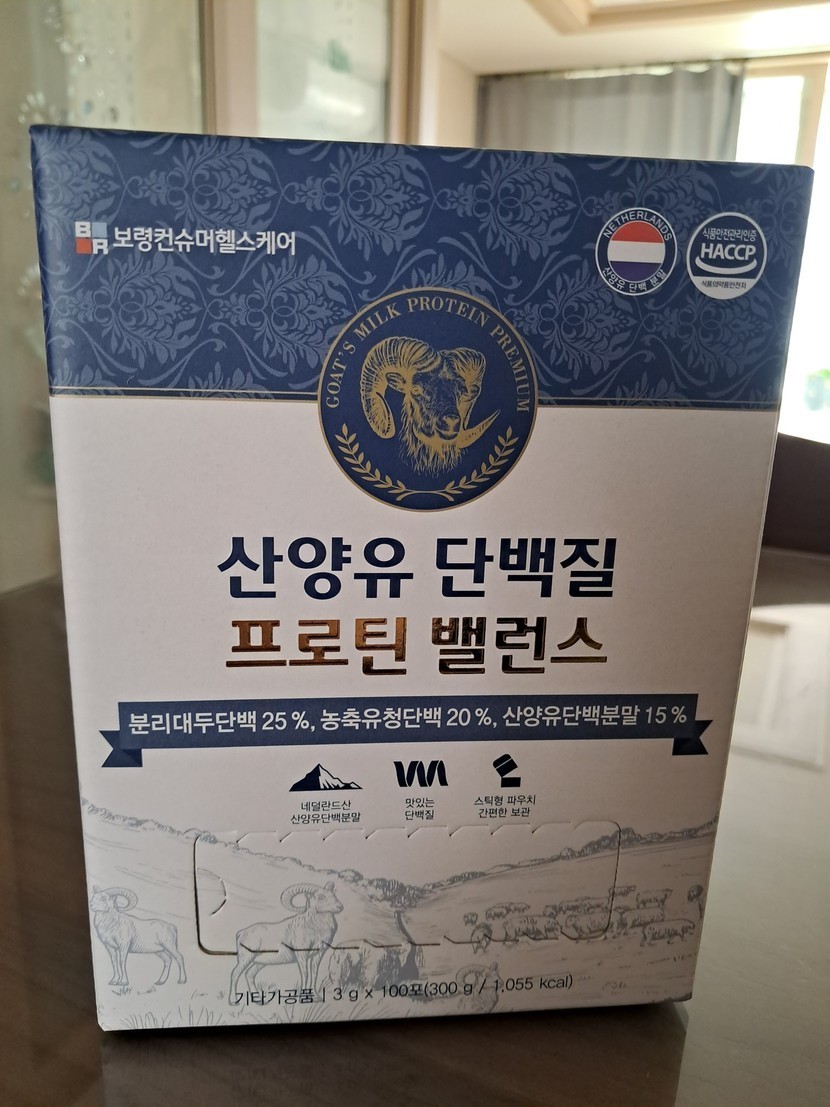 BR 보령컨슈머헬스케어
NETHERLANDS
산양유 단백 분말
식품안전관리인증
HACCP
식품의약품안전처
GOAT'S MILK PROTEIN PREMIUM
산양유 단백질
프로틴 밸런스
분리대두단백 25 %, 농축유청단백 20 %, 산양유단백분말 15 %
네덜란드산
산양유단백분말
맛있는
단백질
스틱형 파우치
간편한 보관
기타가공품 | 3 g x 100포(300 g / 1,055 kcal)